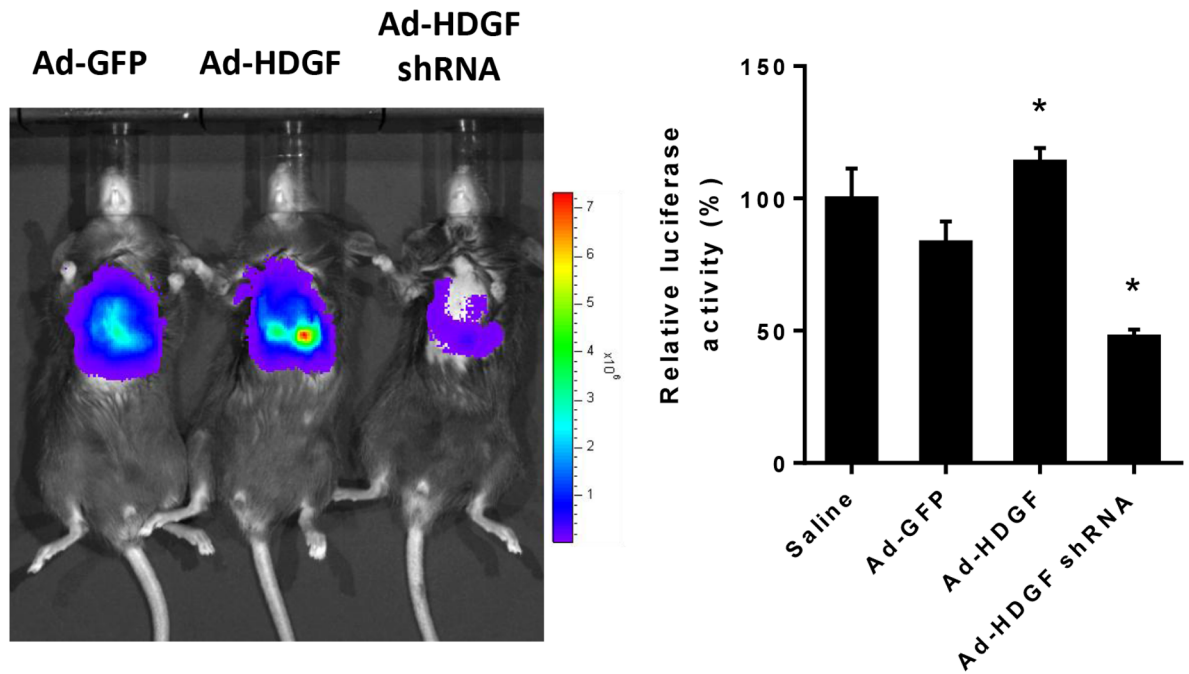 Ad-GFP
Ad-HDGF
Ad-HDGF
shRNA
7
6
5
4
3
2
1
x10⁶
Relative luciferase
activity (%)
150
100
50
0
*
*
Saline
Ad-GFP
Ad-HDGF
Ad-HDGF shRNA